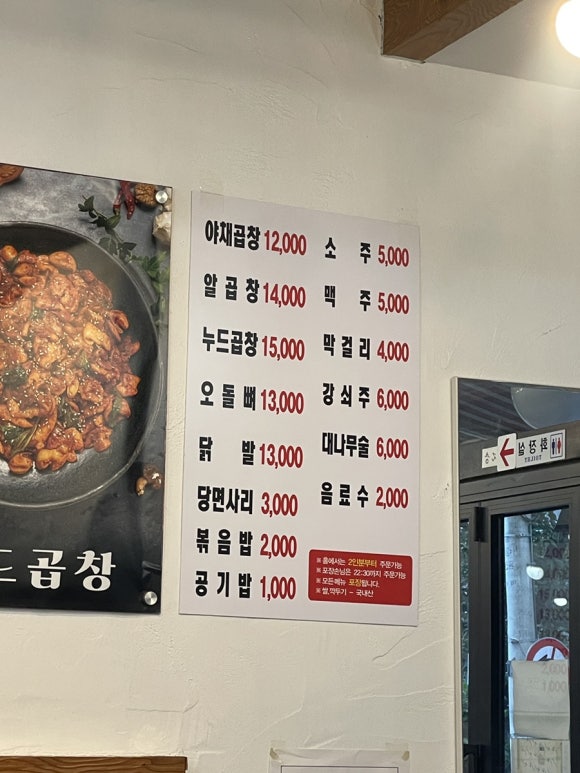 야채곱창 12,000
알곱창 14,000
누드곱창 15,000
오돌뼈 13,000
닭발 13,000
당면사리 3,000
볶음밥 2,000
공기밥 1,000
소주 5,000
맥주 5,000
막걸리 4,000
강쇠주 6,000
대나무술 6,000
음료수 2,000
※ 홀에서는 2인분부터 주문가능
※ 포장손님은 22:30까지 주문가능
※ 모든메뉴 포장됩니다.
※ 쌀,깍두기 - 국내산
드곱창
화장실
TOILET
2,000
1,000